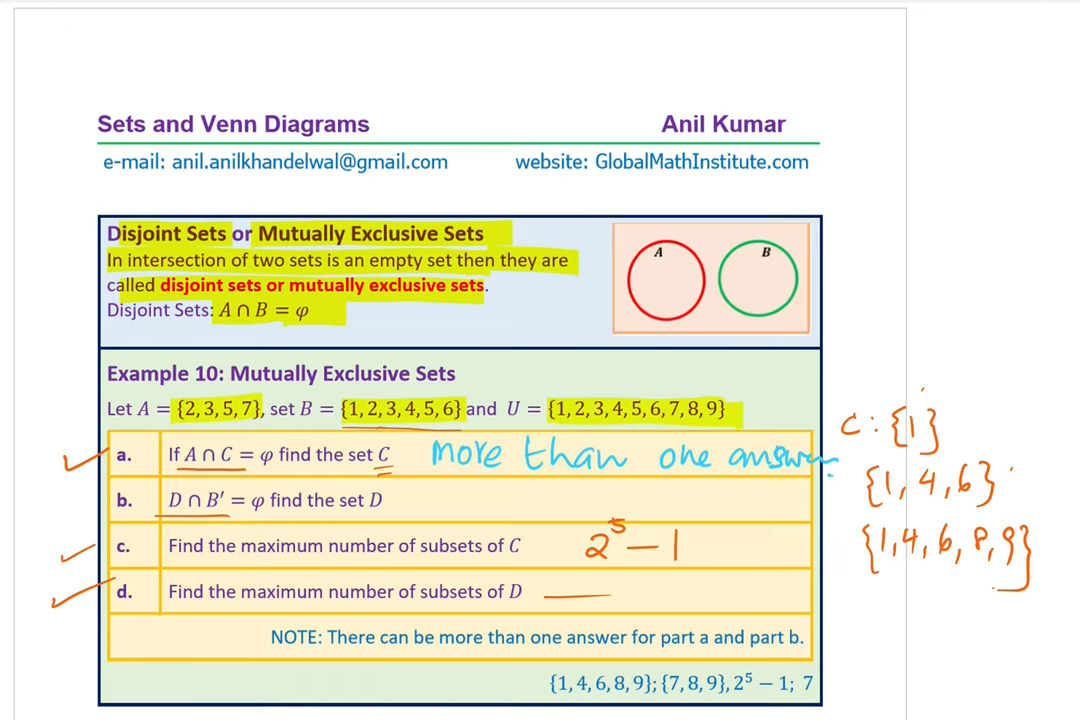 Sets and Venn Diagrams Anil Kumar
e-mail: anil.anilkhandelwal@gmail.com website: GlobalMathInstitute.com
Disjoint Sets or Mutually Exclusive Sets
In intersection of two sets is an empty set then they are
called disjoint sets or mutually exclusive sets.
Disjoint Sets: A ∩ B = φ
A B
Example 10: Mutually Exclusive Sets
Let A = {2, 3, 5, 7}, set B = {1, 2, 3, 4, 5, 6} and U = {1, 2, 3, 4, 5, 6, 7, 8, 9}
a. If A ∩ C = φ find the set C more than one answer
b. D ∩ B′ = φ find the set D
c. Find the maximum number of subsets of C 2⁵ − 1
d. Find the maximum number of subsets of D
NOTE: There can be more than one answer for part a and part b.
{1, 4, 6, 8, 9}; {7, 8, 9}, 2⁵ − 1; 7
C : {1}
{1, 4, 6}
{1, 4, 6, 8, 9}